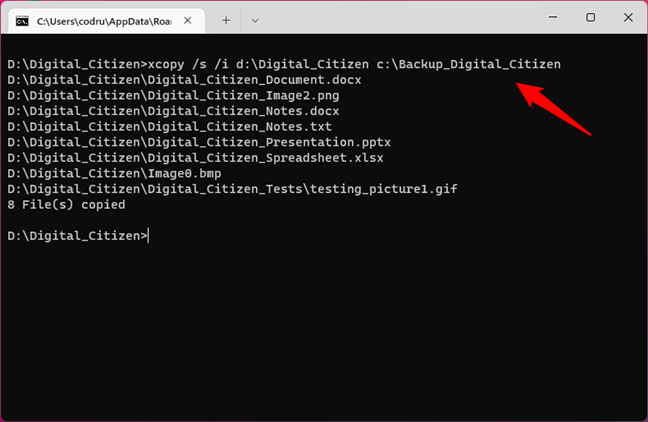 C:\Users\codru\AppData\Roar
D:\Digital_Citizen>xcopy /s /i d:\Digital_Citizen c:\Backup_Digital_Citizen
D:\Digital_Citizen\Digital_Citizen_Document.docx
D:\Digital_Citizen\Digital_Citizen_Image2.png
D:\Digital_Citizen\Digital_Citizen_Notes.docx
D:\Digital_Citizen\Digital_Citizen_Notes.txt
D:\Digital_Citizen\Digital_Citizen_Presentation.pptx
D:\Digital_Citizen\Digital_Citizen_Spreadsheet.xlsx
D:\Digital_Citizen\Image0.bmp
D:\Digital_Citizen\Digital_Citizen_Tests\testing_picture1.gif
8 File(s) copied
D:\Digital_Citizen>